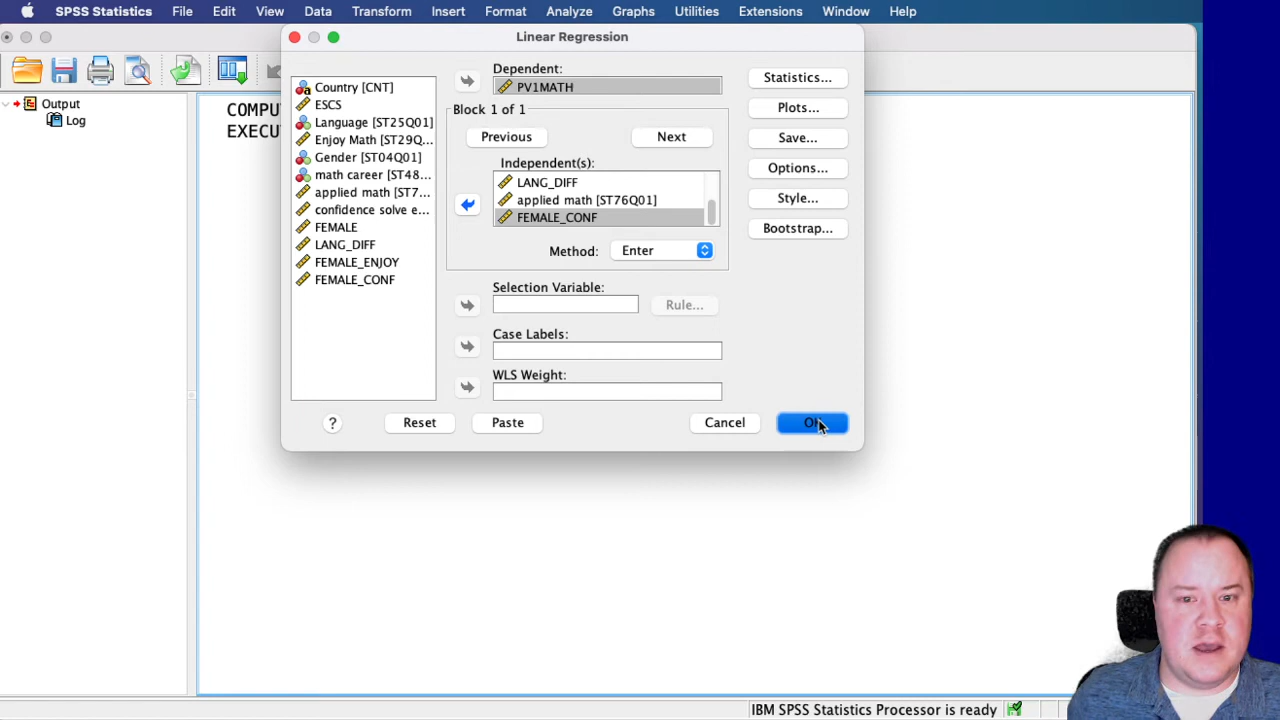 SPSS Statistics File Edit View Data Transform Insert Format Analyze Graphs Utilities Extensions Window Help
Linear Regression
Output
Log
COMPU
EXECU
Country [CNT]
ESCS
Language [ST25Q01]
Enjoy Math [ST29Q...
Gender [ST04Q01]
math career [ST48...
applied math [ST7...
confidence solve e...
FEMALE
LANG_DIFF
FEMALE_ENJOY
FEMALE_CONF
Dependent:
PV1MATH
Block 1 of 1
Previous Next
Independent(s):
LANG_DIFF
applied math [ST76Q01]
FEMALE_CONF
Method: Enter
Selection Variable:
Rule...
Case Labels:
WLS Weight:
Statistics...
Plots...
Save...
Options...
Style...
Bootstrap...
? Reset Paste Cancel OK
IBM SPSS Statistics Processor is ready